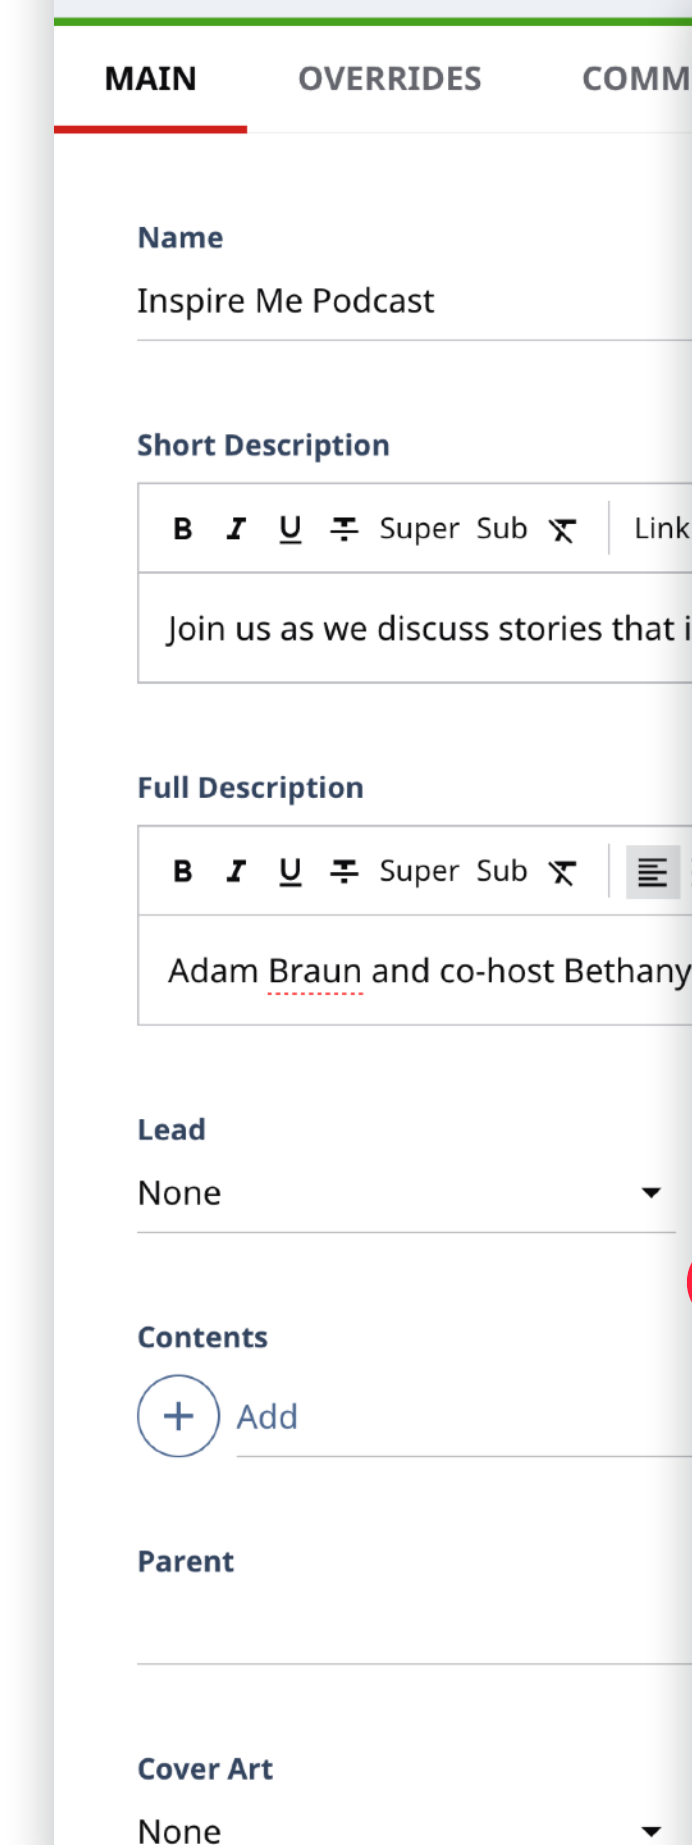 MAIN OVERRIDES COMM
Name
Inspire Me Podcast
Short Description
B I U T Super Sub Link
Join us as we discuss stories that i
Full Description
B I U T Super Sub
Adam Braun and co-host Bethany
Lead
None
Contents
+ Add
Parent
Cover Art
None